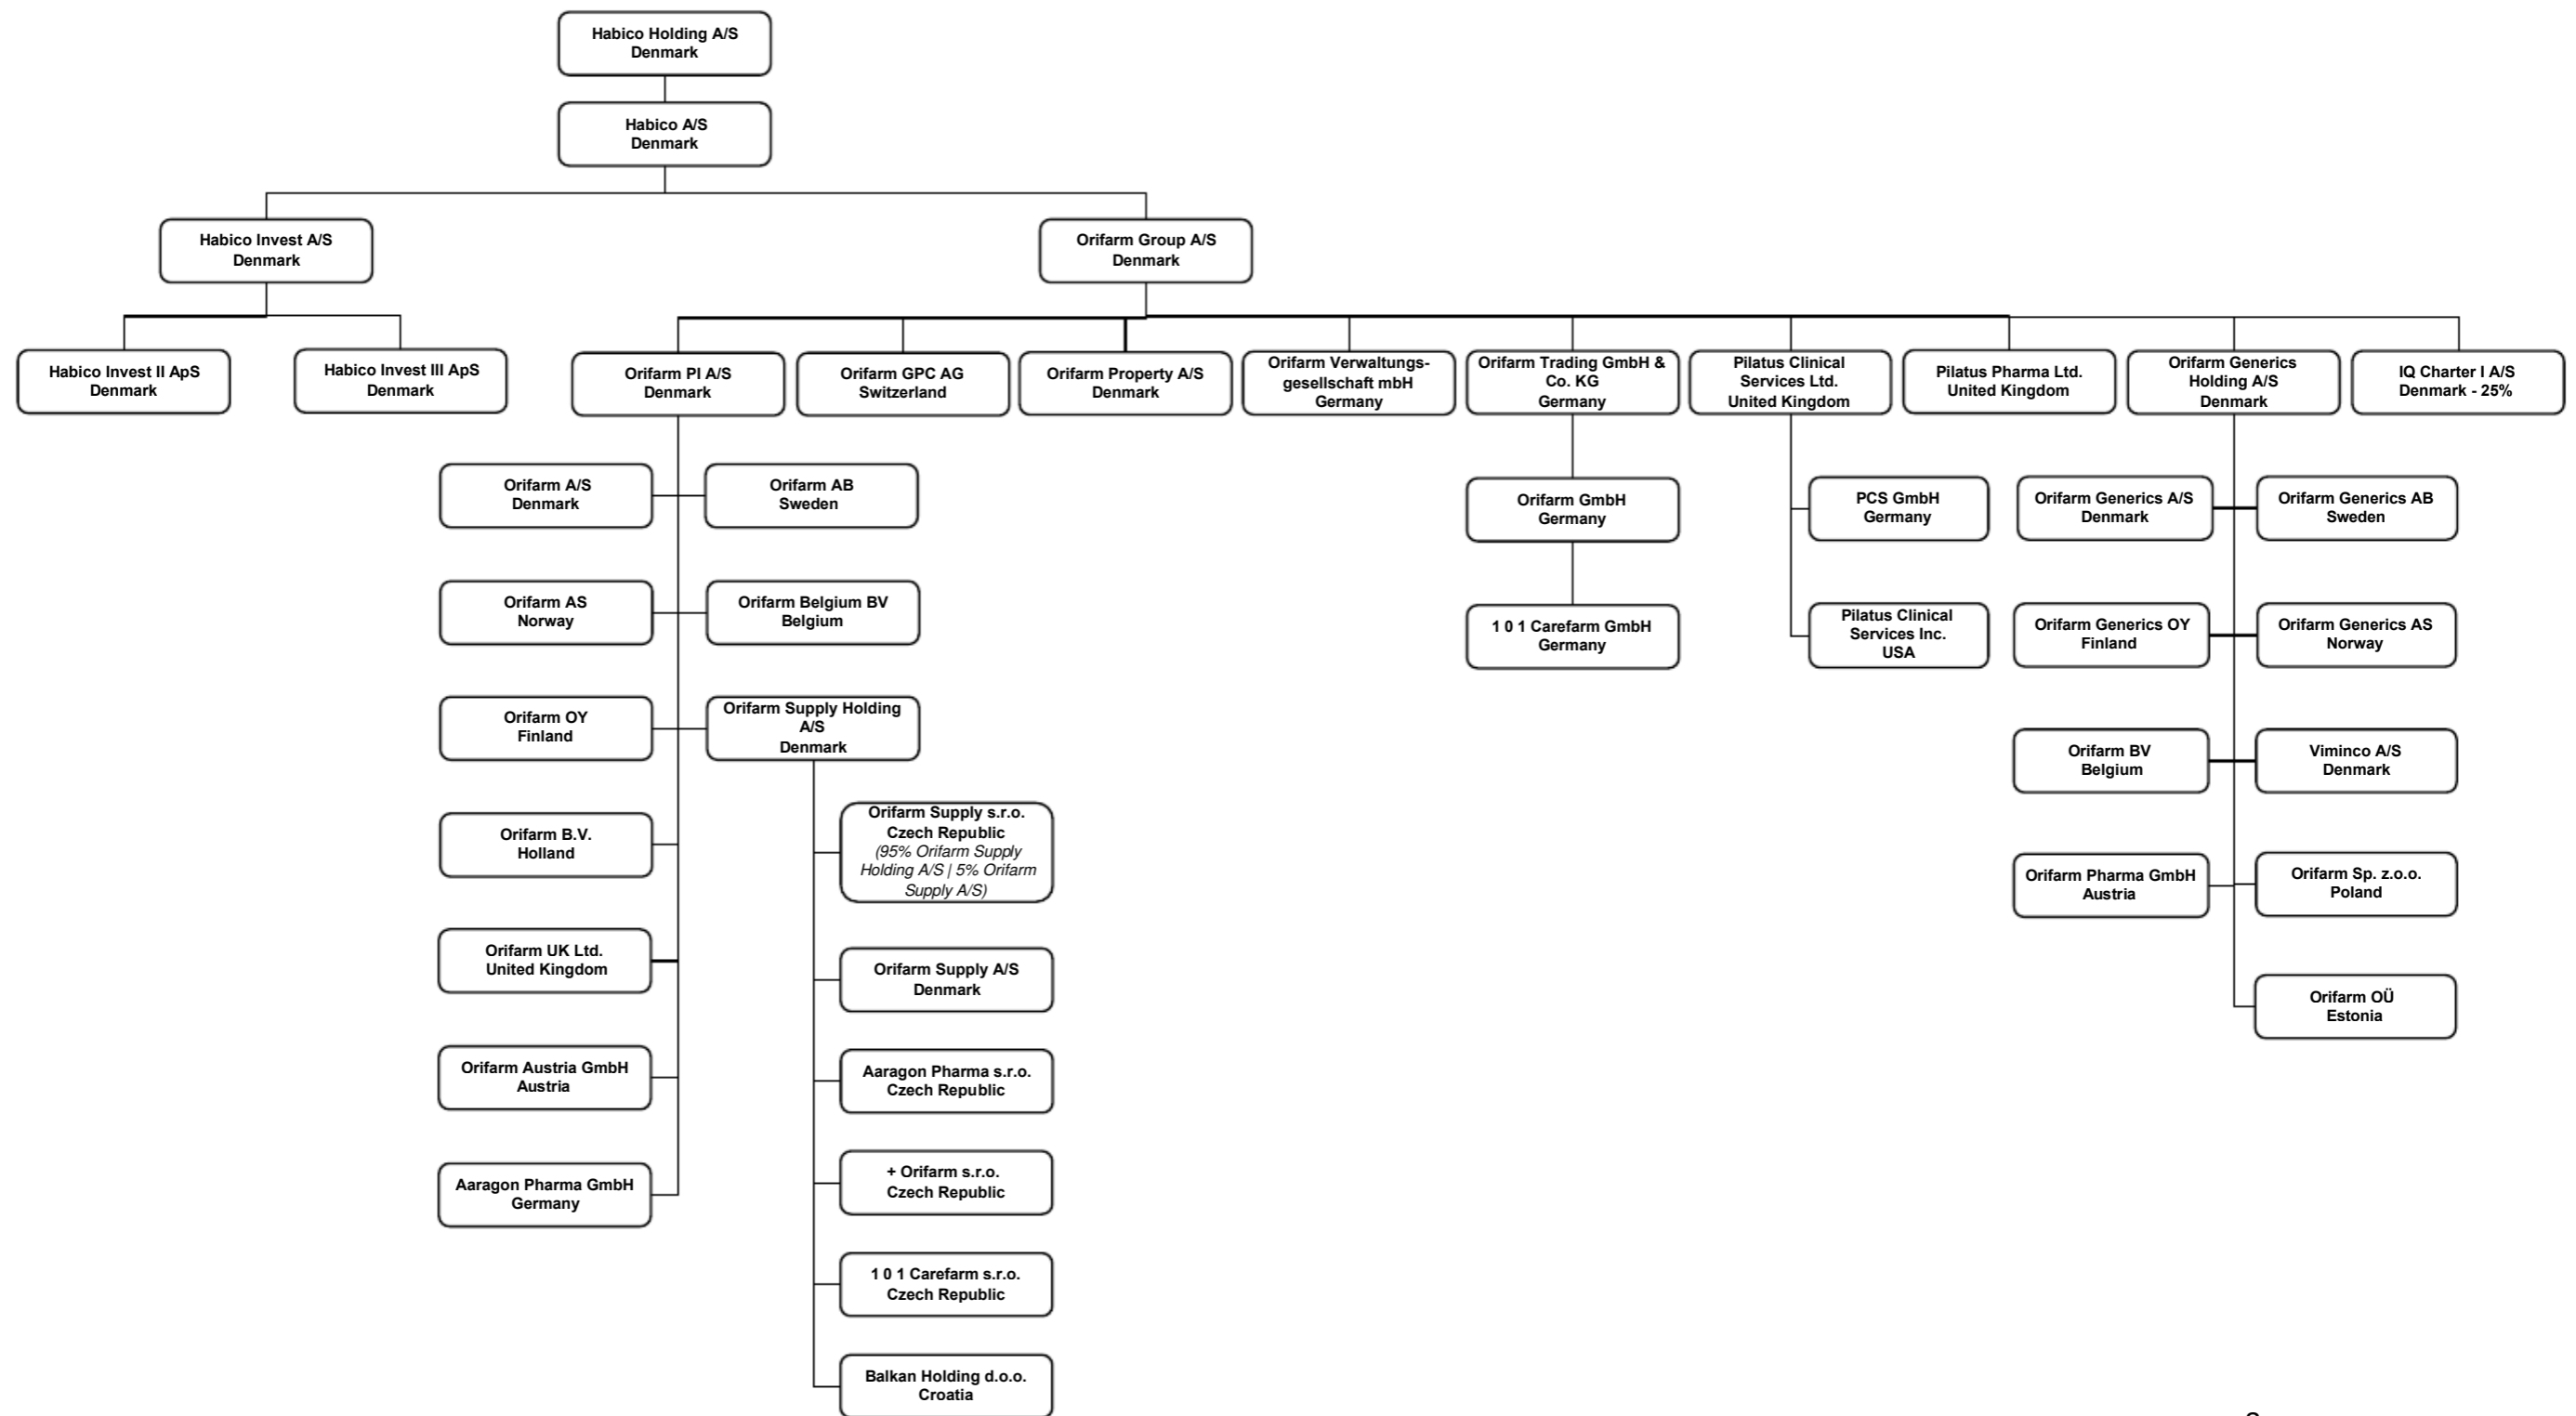 Habico Holding A/S
Denmark
Habico A/S
Denmark
Habico Invest A/S
Denmark
Orifarm Group A/S
Denmark
Habico Invest II ApS
Denmark
Habico Invest III ApS
Denmark
Orifarm PI A/S
Denmark
Orifarm GPC AG
Switzerland
Orifarm Property A/S
Denmark
Orifarm Verwaltungs-
gesellschaft mbH
Germany
Orifarm Trading GmbH &
Co. KG
Germany
Pilatus Clinical
Services Ltd.
United Kingdom
Pilatus Pharma Ltd.
United Kingdom
Orifarm Generics
Holding A/S
Denmark
IQ Charter I A/S
Denmark - 25%
Orifarm A/S
Denmark
Orifarm AB
Sweden
Orifarm AS
Norway
Orifarm Belgium BV
Belgium
Orifarm OY
Finland
Orifarm Supply Holding
A/S
Denmark
Orifarm B.V.
Holland
Orifarm UK Ltd.
United Kingdom
Orifarm Austria GmbH
Austria
Aaragon Pharma GmbH
Germany
Orifarm Supply s.r.o.
Czech Republic
(95% Orifarm Supply
Holding A/S | 5% Orifarm
Supply A/S)
Orifarm Supply A/S
Denmark
Aaragon Pharma s.r.o.
Czech Republic
+ Orifarm s.r.o.
Czech Republic
1 0 1 Carefarm s.r.o.
Czech Republic
Balkan Holding d.o.o.
Croatia
Orifarm GmbH
Germany
1 0 1 Carefarm GmbH
Germany
PCS GmbH
Germany
Pilatus Clinical
Services Inc.
USA
Orifarm Generics A/S
Denmark
Orifarm Generics AB
Sweden
Orifarm Generics OY
Finland
Orifarm Generics AS
Norway
Orifarm BV
Belgium
Viminco A/S
Denmark
Orifarm Pharma GmbH
Austria
Orifarm Sp. z.o.o.
Poland
Orifarm OÜ
Estonia